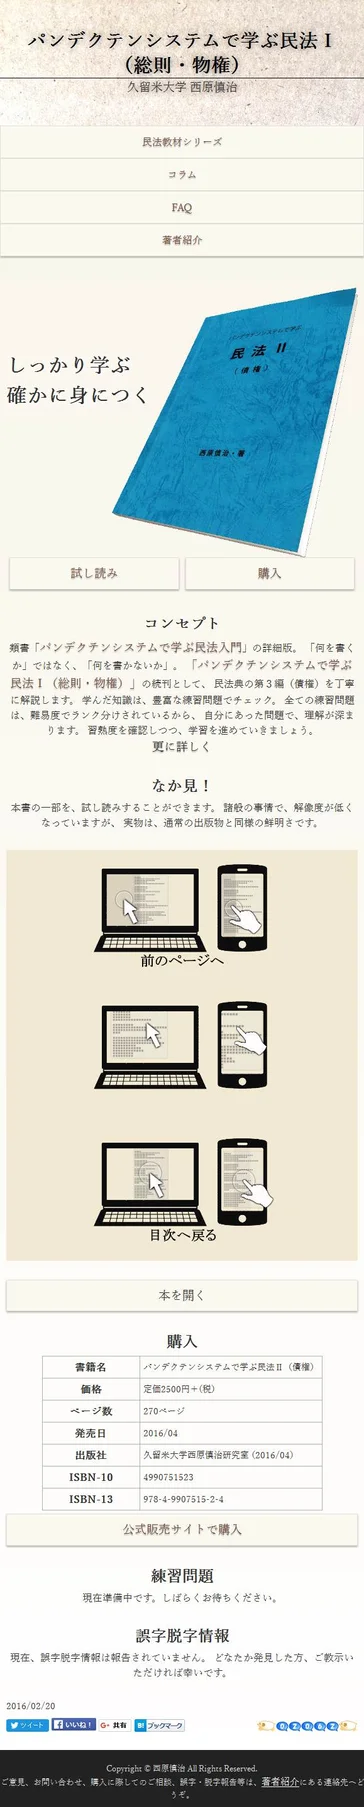 パンデクテンシステムで学ぶ民法Ⅰ
（総則・物権）
久留米大学 西原慎治
民法教材シリーズ
コラム
FAQ
著者紹介
しっかり学ぶ
確かに身につく
パンデクテンシステムで学ぶ
民 法 Ⅱ
（ 債 権 ）
西原慎治・著
試し読み
購入
コンセプト
類書「パンデクテンシステムで学ぶ民法入門」の詳細版。 「何を書く
か」ではなく、「何を書かないか」。 「パンデクテンシステムで学ぶ
民法Ⅰ（総則・物権）」の続刊として、 民法典の第３編（債権）を丁寧
に解説します。 学んだ知識は、豊富な練習問題でチェック。 全ての練習問題
は、難易度でランク分けされているから、 自分にあった問題で、理解が深ま
ります。 習熟度を確認しつつ、学習を進めていきましょう。
更に詳しく
なか見！
本書の一部を、試し読みすることができます。 諸般の事情で、解像度が低く
なっていますが、 実物は、通常の出版物と同様の鮮明さです。
前のページへ
目次へ戻る
本を開く
購入
書籍名 パンデクテンシステムで学ぶ民法Ⅱ（債権）
価格 定価2500円＋(税)
ページ数 270ページ
発売日 2016/04
出版社 久留米大学西原慎治研究室 (2016/04)
ISBN-10 4990751523
ISBN-13 978-4-9907515-2-4
公式販売サイトで購入
練習問題
現在準備中です。しばらくお待ちください。
誤字脱字情報
現在、誤字脱字情報は報告されていません。 どなたか発見した方、ご教示い
ただければ幸いです。
2016/02/20
ツイート いいね！ G+ 共有 B! ブックマーク
Copyright © 西原慎治 All Rights Reserved.
ご意見、お問い合わせ、購入に際してのご相談、誤字・脱字報告等は、著者紹介にある連絡先へど
うぞ。